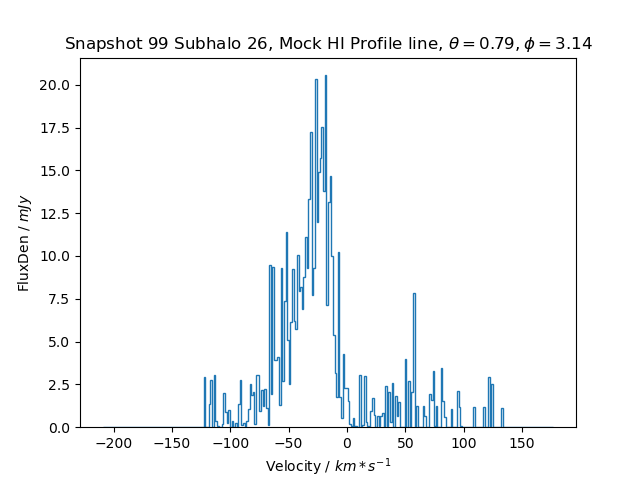 Snapshot 99 Subhalo 26, Mock HI Profile line, θ = 0.79, ϕ = 3.14
20.0
17.5
15.0
12.5
10.0
7.5
5.0
2.5
0.0
FluxDen / mJy
−200 −150 −100 −50 0 50 100 150
Velocity / km * s⁻¹